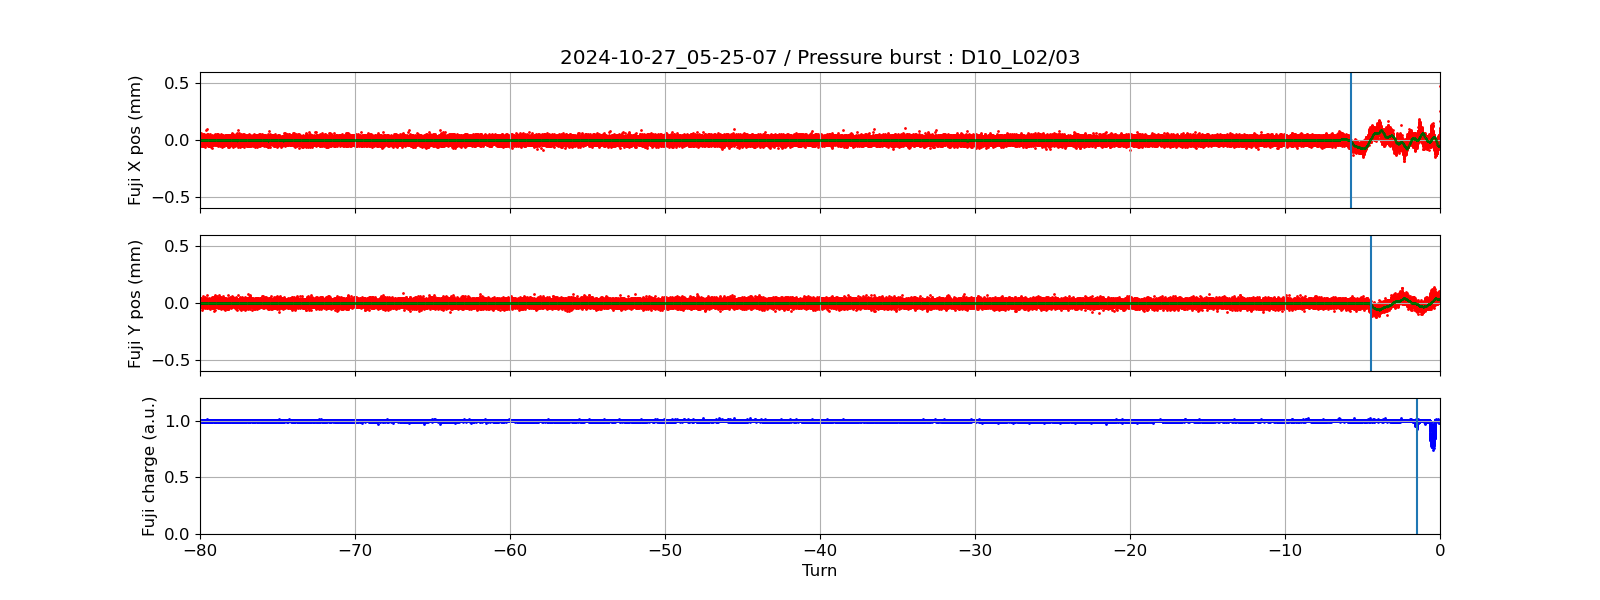 2024-10-27_05-25-07 / Pressure burst : D10_L02/03
Fuji X pos (mm)
0.5
0.0
−0.5
Fuji Y pos (mm)
0.5
0.0
−0.5
Fuji charge (a.u.)
1.0
0.5
0.0
−80 −70 −60 −50 −40 −30 −20 −10 0
Turn